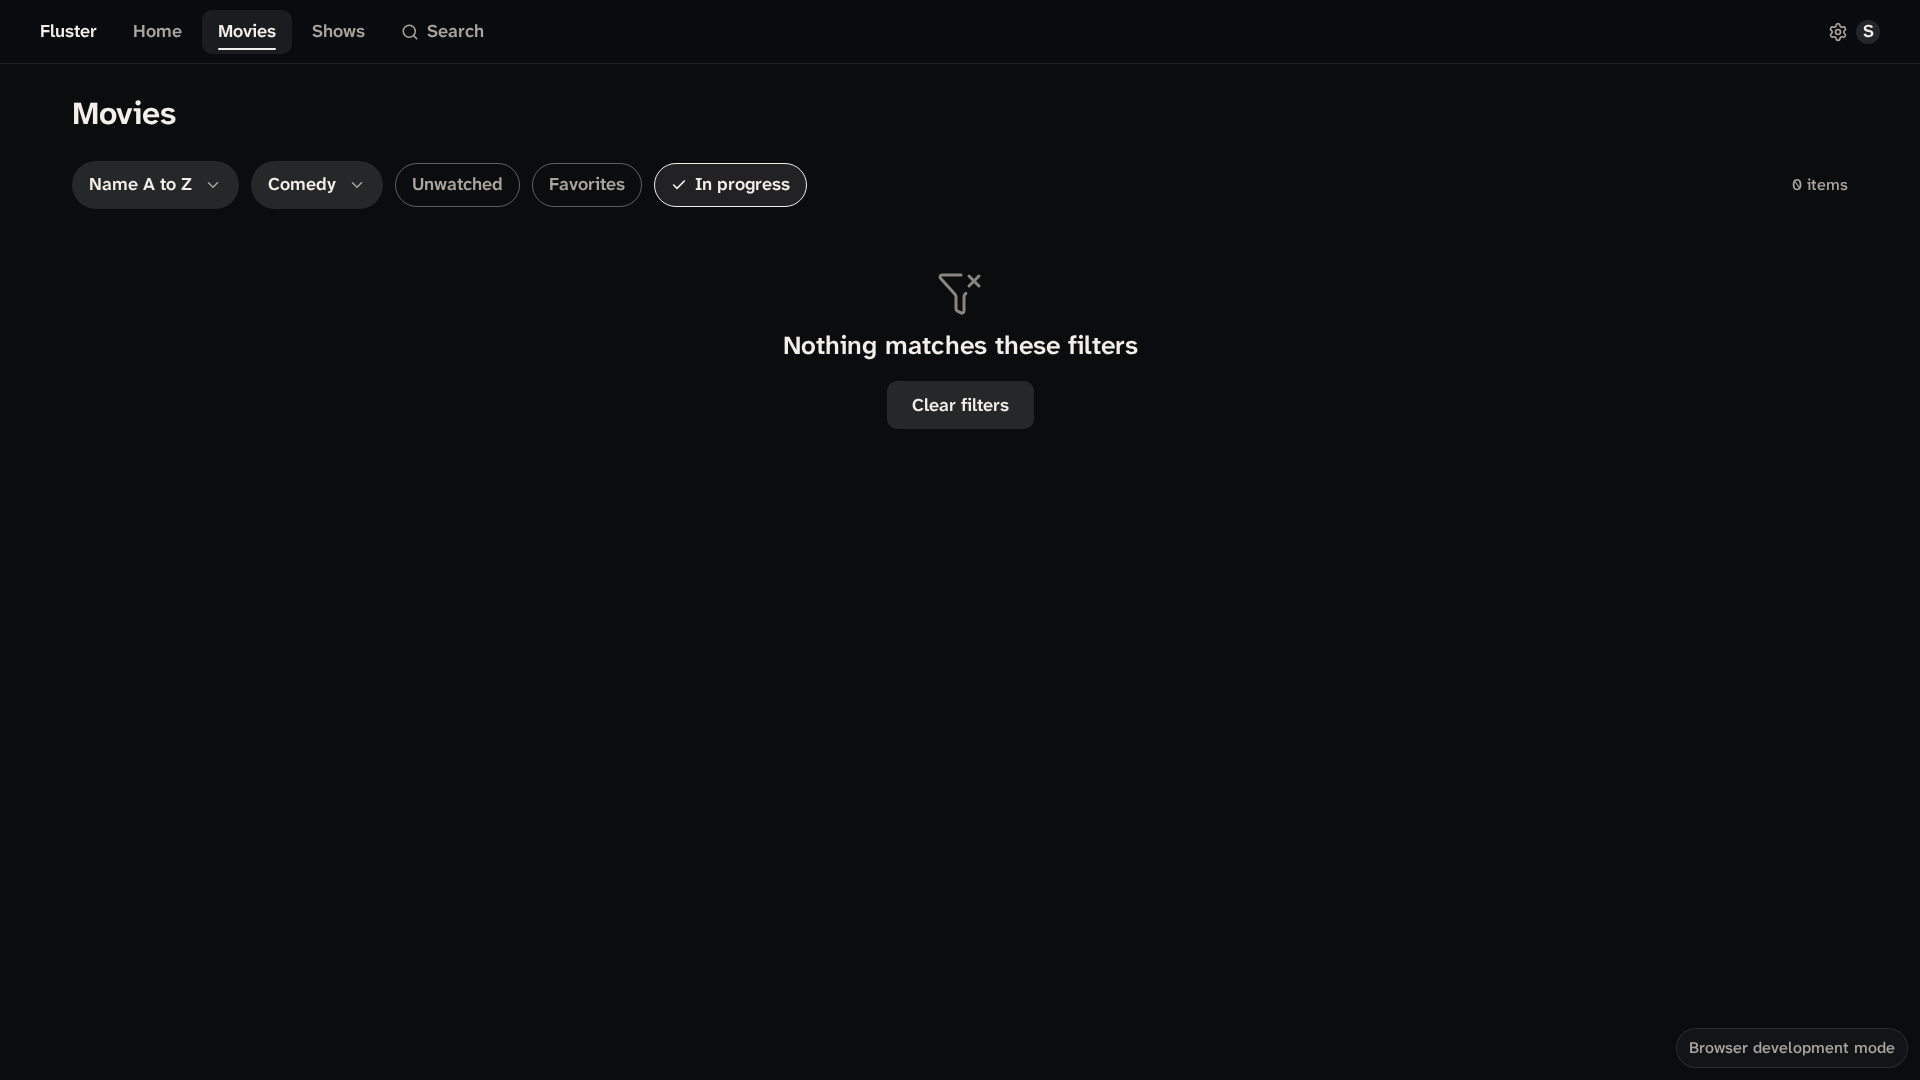 Fluster
Home
Movies
Shows
Search
S
Movies
Name A to Z
Comedy
Unwatched
Favorites
In progress
0 items
Nothing matches these filters
Clear filters
Browser development mode